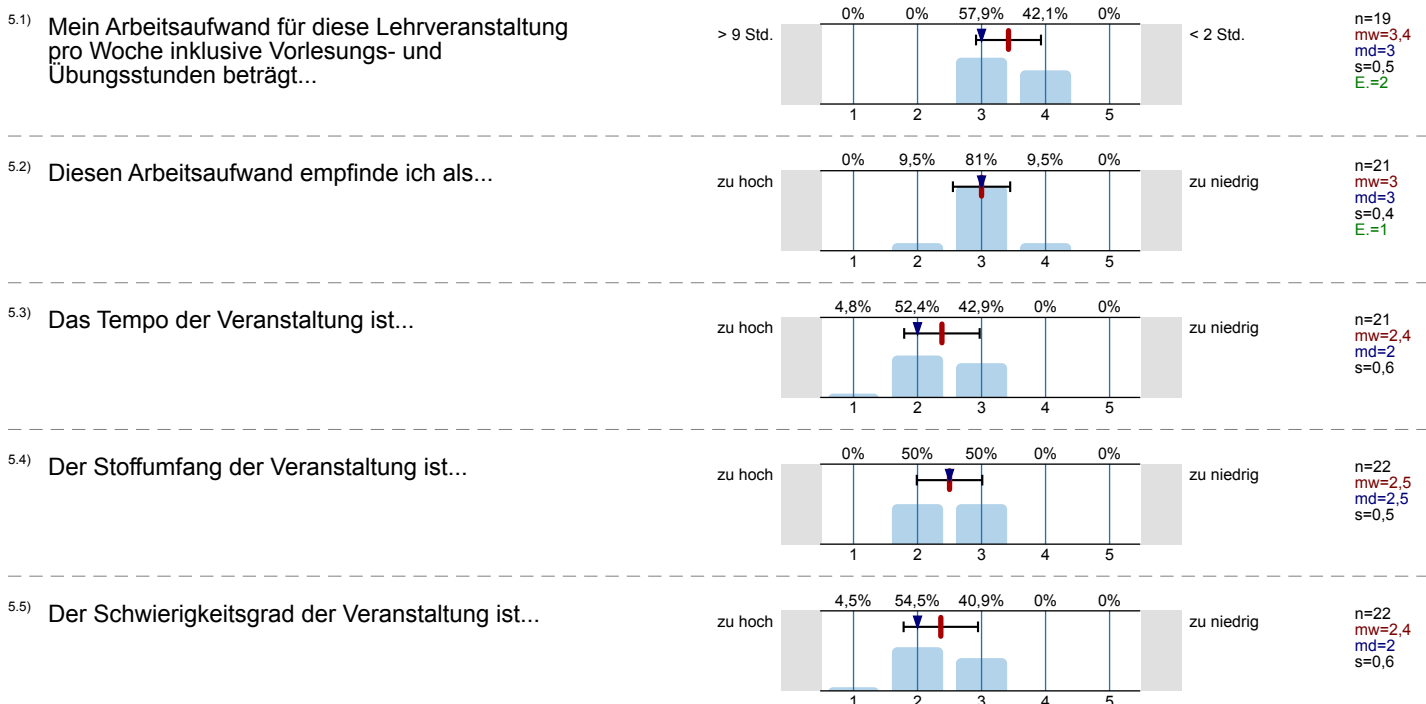 5.1) Mein Arbeitsaufwand für diese Lehrveranstaltung
pro Woche inklusive Vorlesungs- und
Übungsstunden beträgt...
0% 0% 57,9% 42,1% 0%
> 9 Std. < 2 Std.
1 2 3 4 5
n=19
mw=3,4
md=3
s=0,5
E.=2
5.2) Diesen Arbeitsaufwand empfinde ich als...
0% 9,5% 81% 9,5% 0%
zu hoch zu niedrig
1 2 3 4 5
n=21
mw=3
md=3
s=0,4
E.=1
5.3) Das Tempo der Veranstaltung ist...
4,8% 52,4% 42,9% 0% 0%
zu hoch zu niedrig
1 2 3 4 5
n=21
mw=2,4
md=2
s=0,6
5.4) Der Stoffumfang der Veranstaltung ist...
0% 50% 50% 0% 0%
zu hoch zu niedrig
1 2 3 4 5
n=22
mw=2,5
md=2,5
s=0,5
5.5) Der Schwierigkeitsgrad der Veranstaltung ist...
4,5% 54,5% 40,9% 0% 0%
zu hoch zu niedrig
1 2 3 4 5
n=22
mw=2,4
md=2
s=0,6